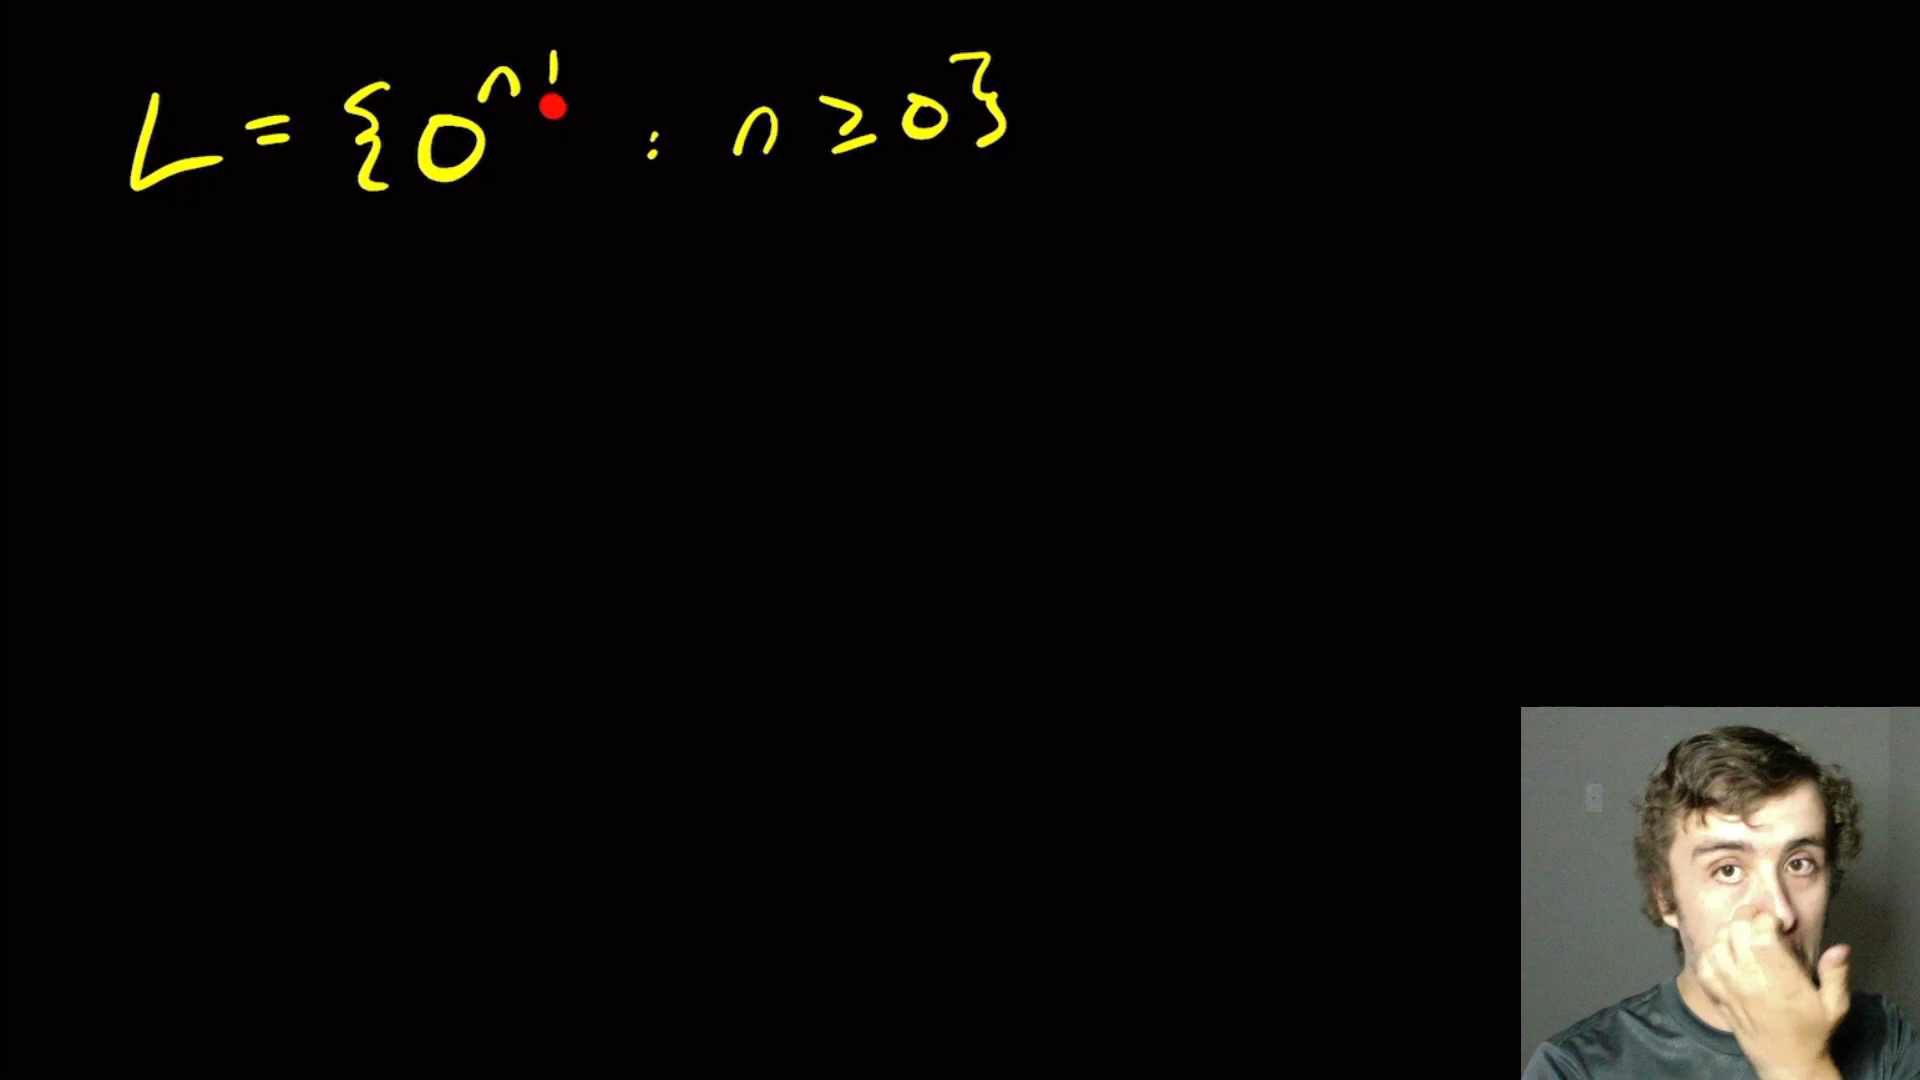 L = {0^{n!} : n ≥ 0}